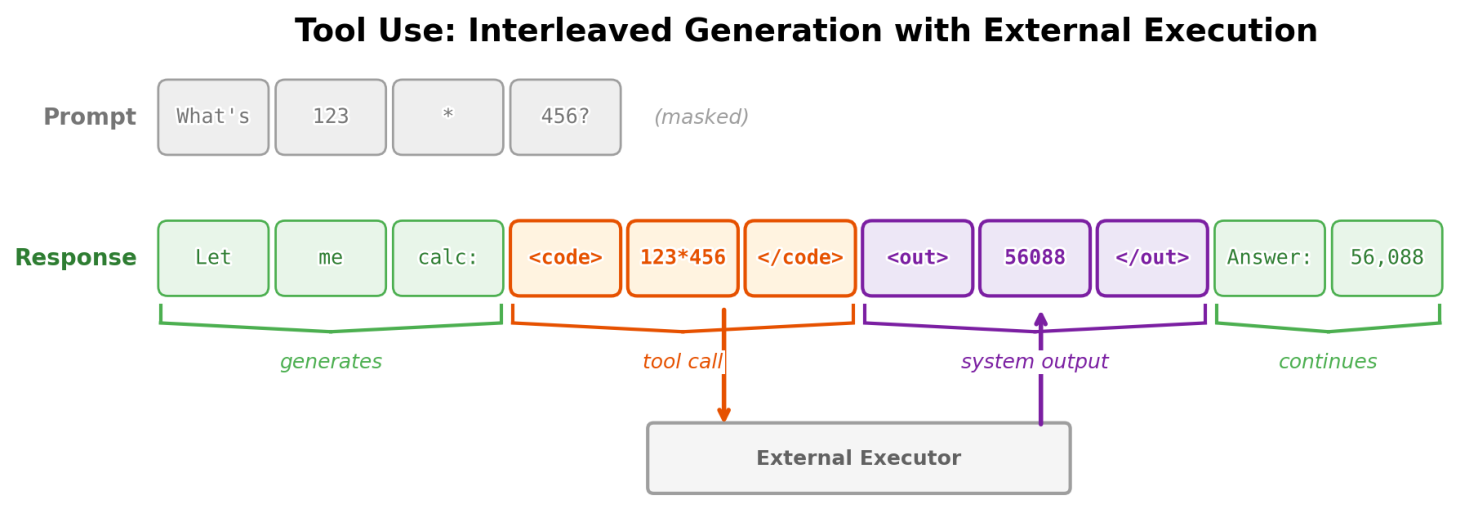 Tool Use: Interleaved Generation with External Execution
Prompt What's 123 * 456? (masked)
Response Let me calc: <code> 123*456 </code> <out> 56088 </out> Answer: 56,088
generates tool call system output continues
External Executor